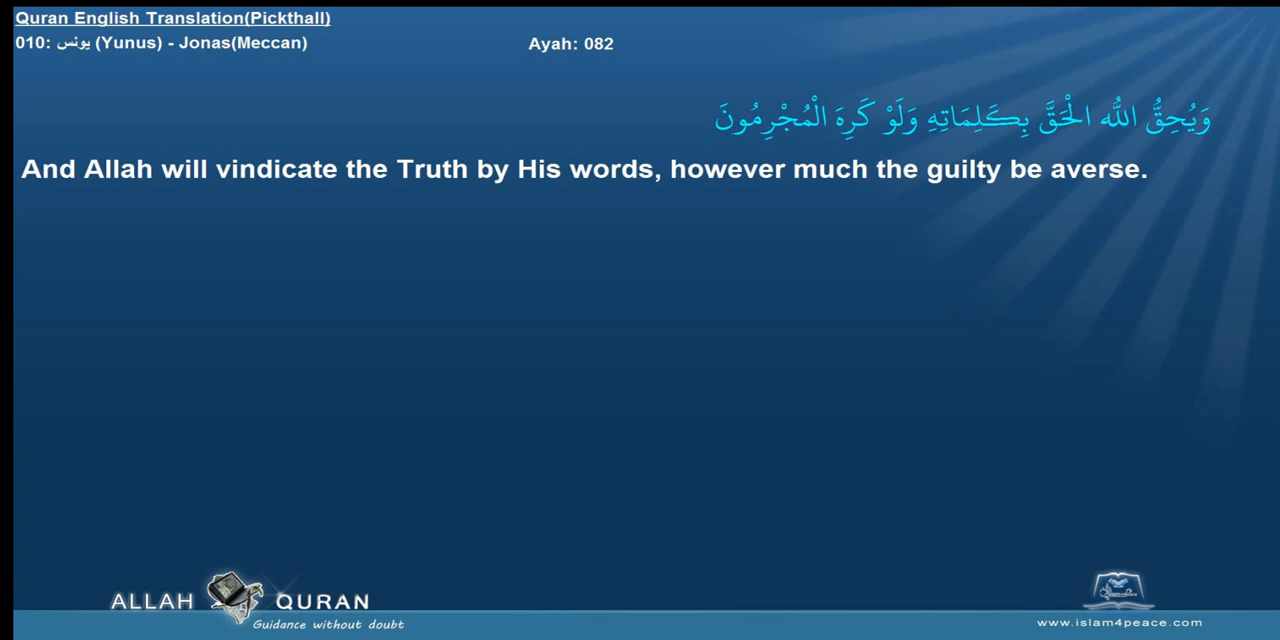 Quran English Translation(Pickthall)
010: يونس (Yunus) - Jonas(Meccan)
Ayah: 082
وَيُحِقُّ اللّٰه الْحَقَّ بِكَلِمَاتِهِ وَلَوْ كَرِهَ الْمُجْرِمُونَ
And Allah will vindicate the Truth by His words, however much the guilty be averse.
ALLAH QURAN
Guidance without doubt
www.islam4peace.com